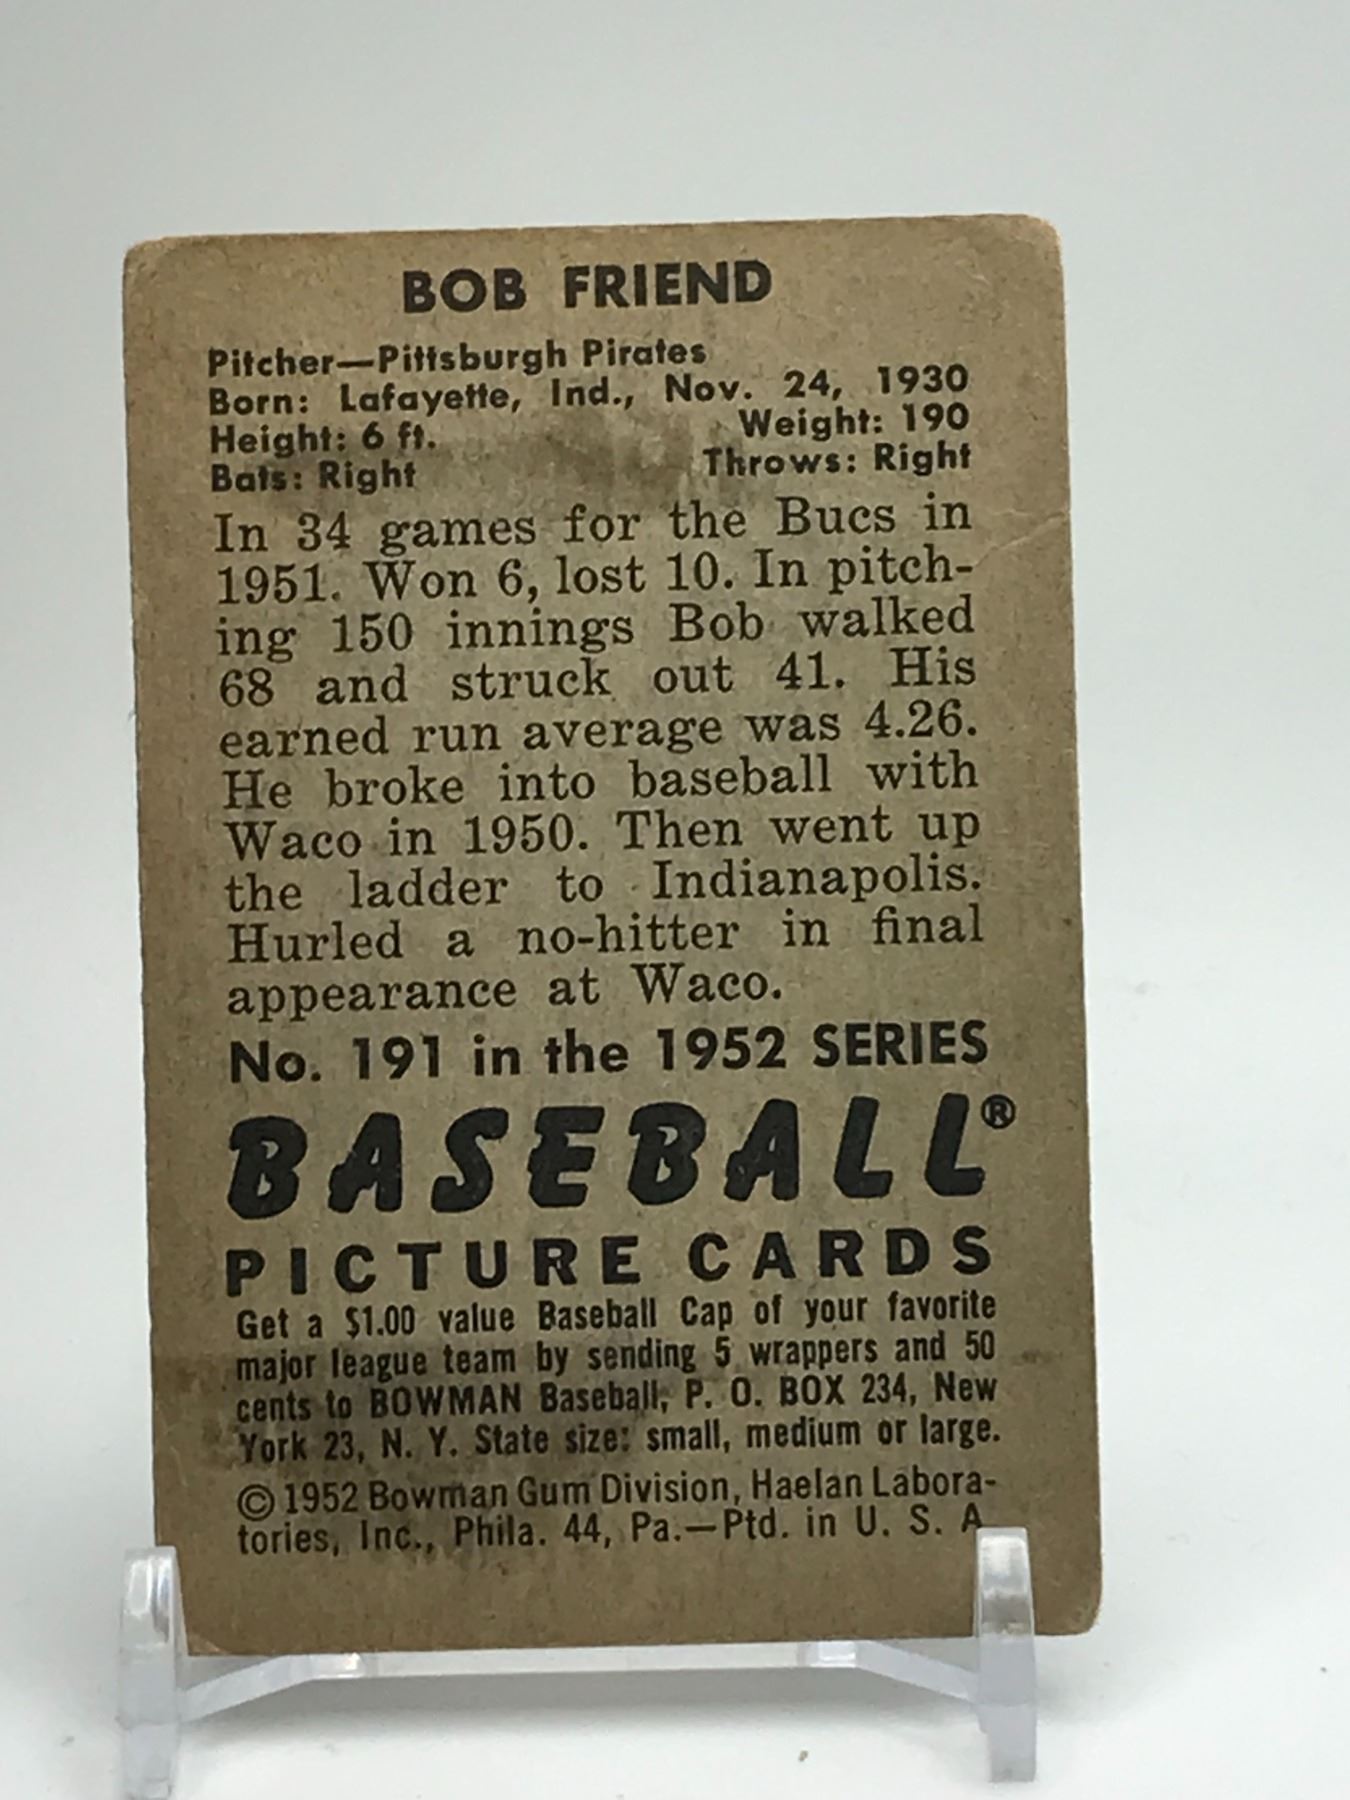 BOB FRIEND
Pitcher—Pittsburgh Pirates
Born: Lafayette, Ind., Nov. 24, 1930
Height: 6 ft. Weight: 190
Bats: Right Throws: Right
In 34 games for the Bucs in
1951. Won 6, lost 10. In pitch-
ing 150 innings Bob walked
68 and struck out 41. His
earned run average was 4.26.
He broke into baseball with
Waco in 1950. Then went up
the ladder to Indianapolis.
Hurled a no-hitter in final
appearance at Waco.
No. 191 in the 1952 SERIES
BASEBALL®
PICTURE CARDS
Get a $1.00 value Baseball Cap of your favorite
major league team by sending 5 wrappers and 50
cents to BOWMAN Baseball, P. O. BOX 234, New
York 23, N. Y. State size: small, medium or large.
© 1952 Bowman Gum Division, Haelan Labora-
tories, Inc., Phila. 44, Pa.—Ptd. in U. S. A